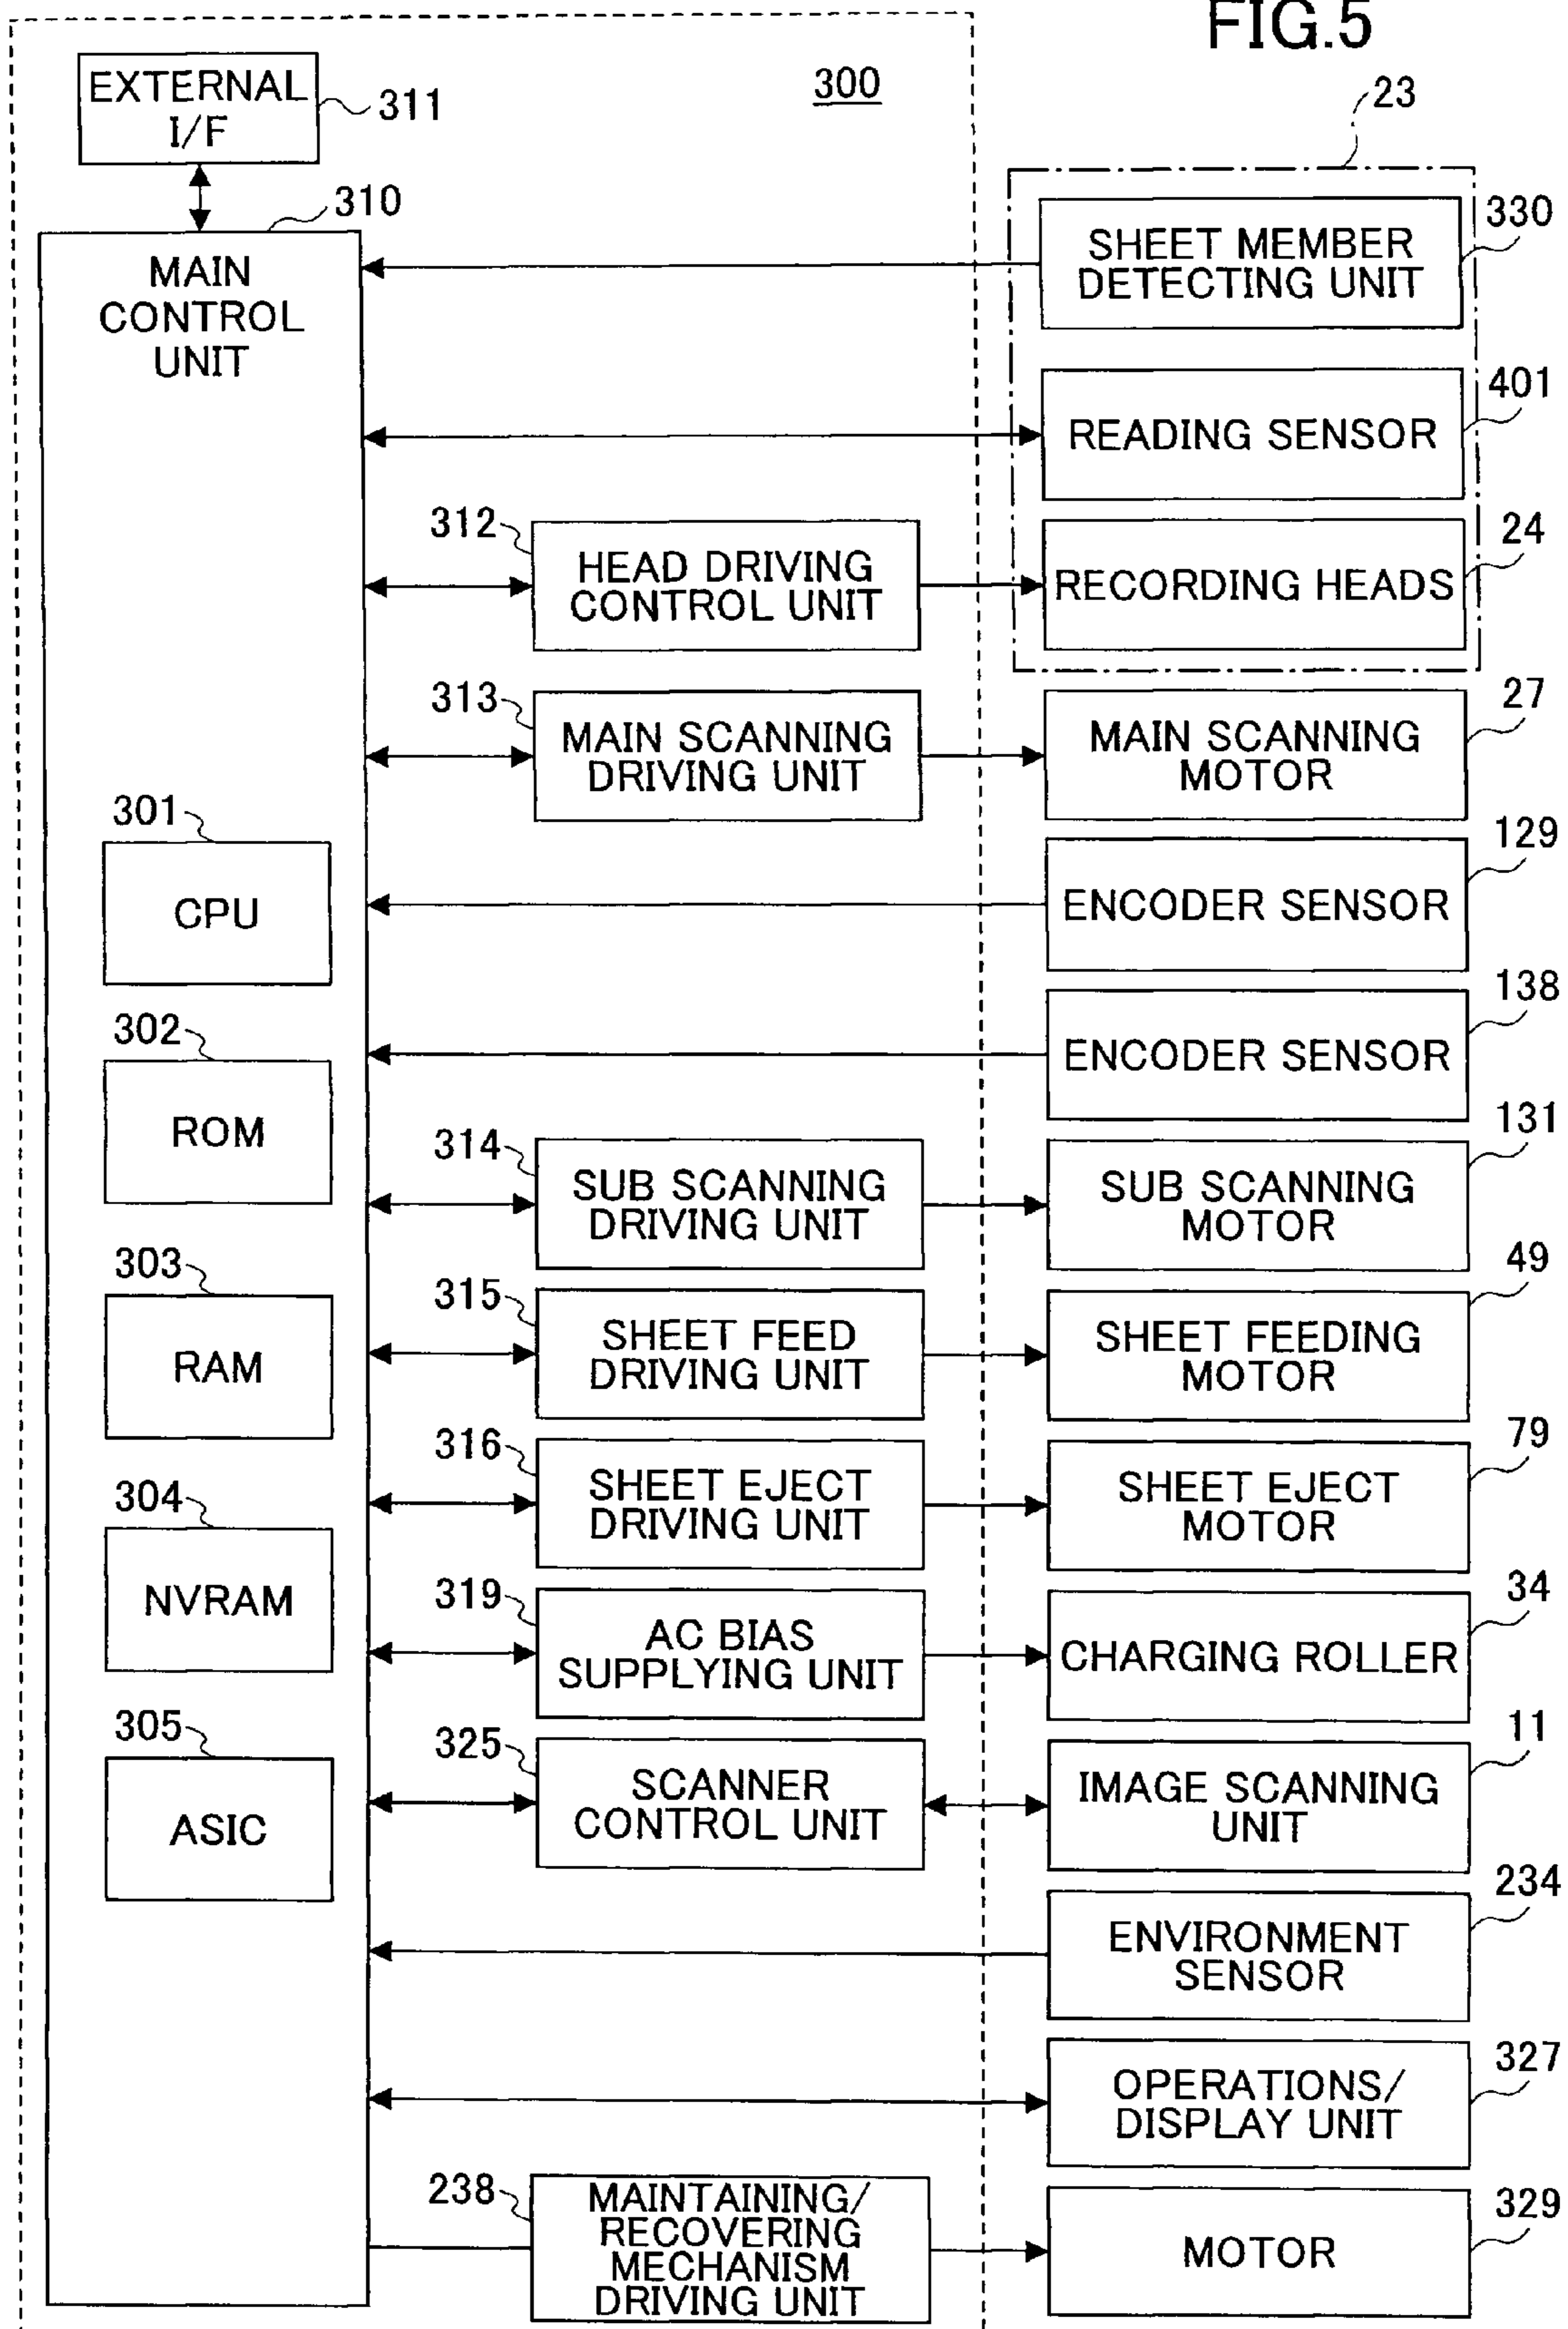 FIG.5
300
EXTERNAL
I/F
311
23
310
MAIN
CONTROL
UNIT
SHEET MEMBER
DETECTING UNIT
330
READING SENSOR
401
312
HEAD DRIVING
CONTROL UNIT
RECORDING HEADS
24
313
MAIN SCANNING
DRIVING UNIT
MAIN SCANNING
MOTOR
27
301
CPU
ENCODER SENSOR
129
302
ROM
ENCODER SENSOR
138
314
SUB SCANNING
DRIVING UNIT
SUB SCANNING
MOTOR
131
303
RAM
315
SHEET FEED
DRIVING UNIT
SHEET FEEDING
MOTOR
49
316
SHEET EJECT
DRIVING UNIT
SHEET EJECT
MOTOR
79
304
NVRAM
319
AC BIAS
SUPPLYING UNIT
CHARGING ROLLER
34
305
ASIC
325
SCANNER
CONTROL UNIT
IMAGE SCANNING
UNIT
11
ENVIRONMENT
SENSOR
234
OPERATIONS/
DISPLAY UNIT
327
238
MAINTAINING/
RECOVERING
MECHANISM
DRIVING UNIT
MOTOR
329